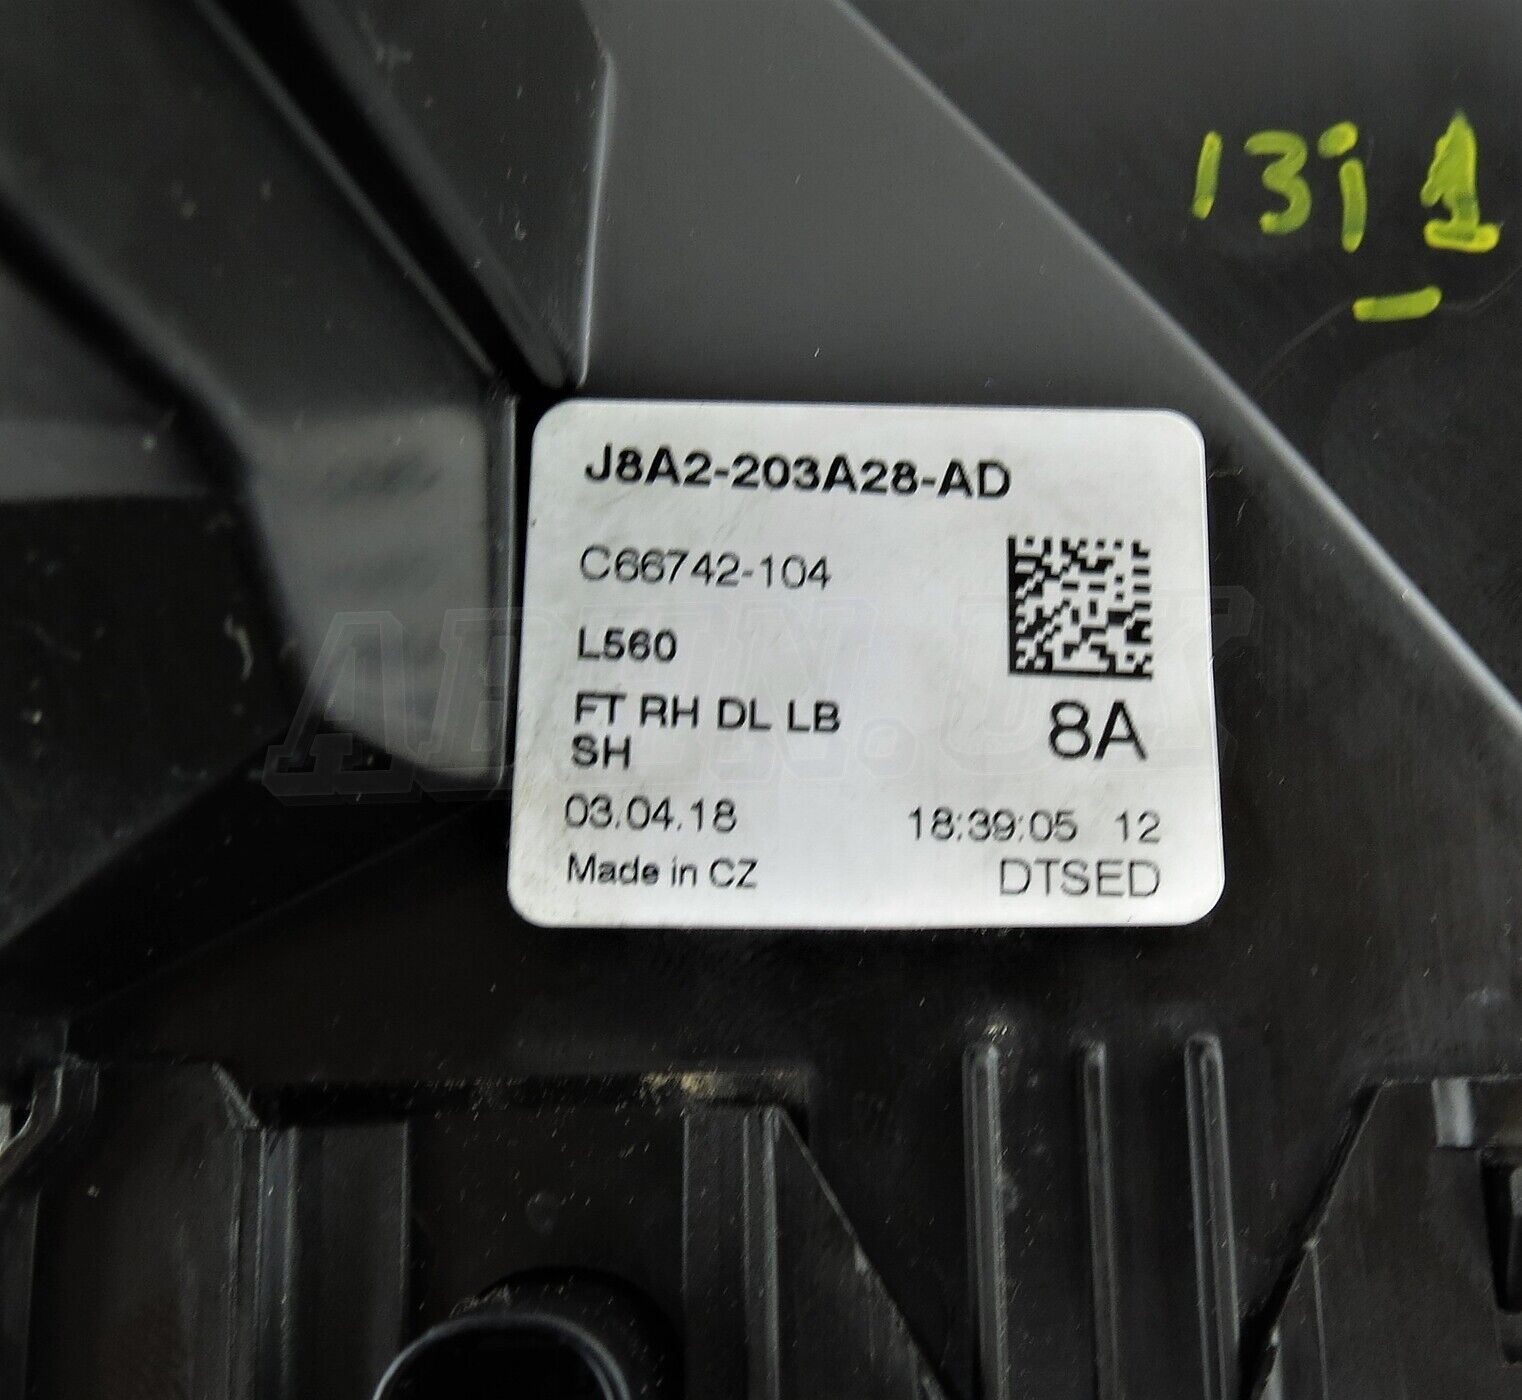 13i 1
J8A2-203A28-AD
C66742-104
L560
FT RH DL LB
SH
8A
03.04.18 18:39:05 12
Made in CZ DTSED